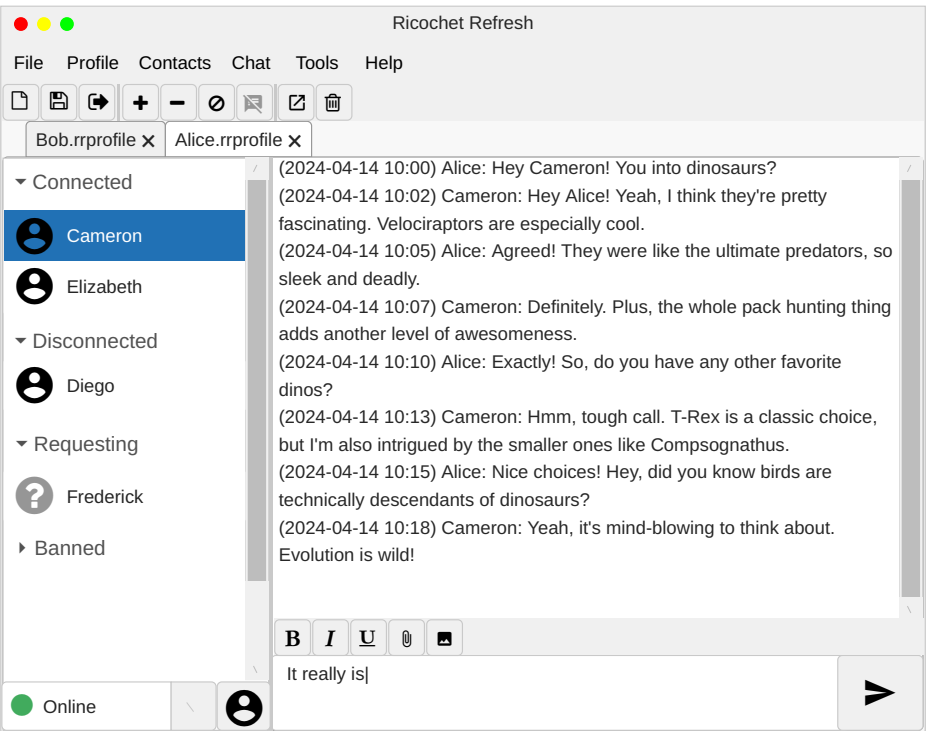 Ricochet Refresh
File Profile Contacts Chat Tools Help
Bob.rrprofile Alice.rrprofile
Connected
Cameron
Elizabeth
Disconnected
Diego
Requesting
Frederick
Banned
Online
(2024-04-14 10:00) Alice: Hey Cameron! You into dinosaurs?
(2024-04-14 10:02) Cameron: Hey Alice! Yeah, I think they're pretty
fascinating. Velociraptors are especially cool.
(2024-04-14 10:05) Alice: Agreed! They were like the ultimate predators, so
sleek and deadly.
(2024-04-14 10:07) Cameron: Definitely. Plus, the whole pack hunting thing
adds another level of awesomeness.
(2024-04-14 10:10) Alice: Exactly! So, do you have any other favorite
dinos?
(2024-04-14 10:13) Cameron: Hmm, tough call. T-Rex is a classic choice,
but I'm also intrigued by the smaller ones like Compsognathus.
(2024-04-14 10:15) Alice: Nice choices! Hey, did you know birds are
technically descendants of dinosaurs?
(2024-04-14 10:18) Cameron: Yeah, it's mind-blowing to think about.
Evolution is wild!
B I U
It really is